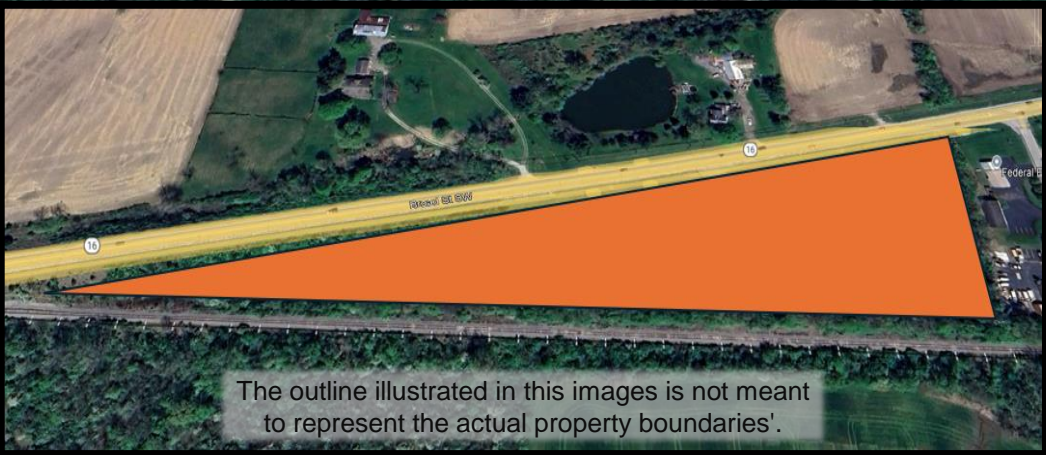 16
Broad St SW
16
Federal
The outline illustrated in this images is not meant
to represent the actual property boundaries'.